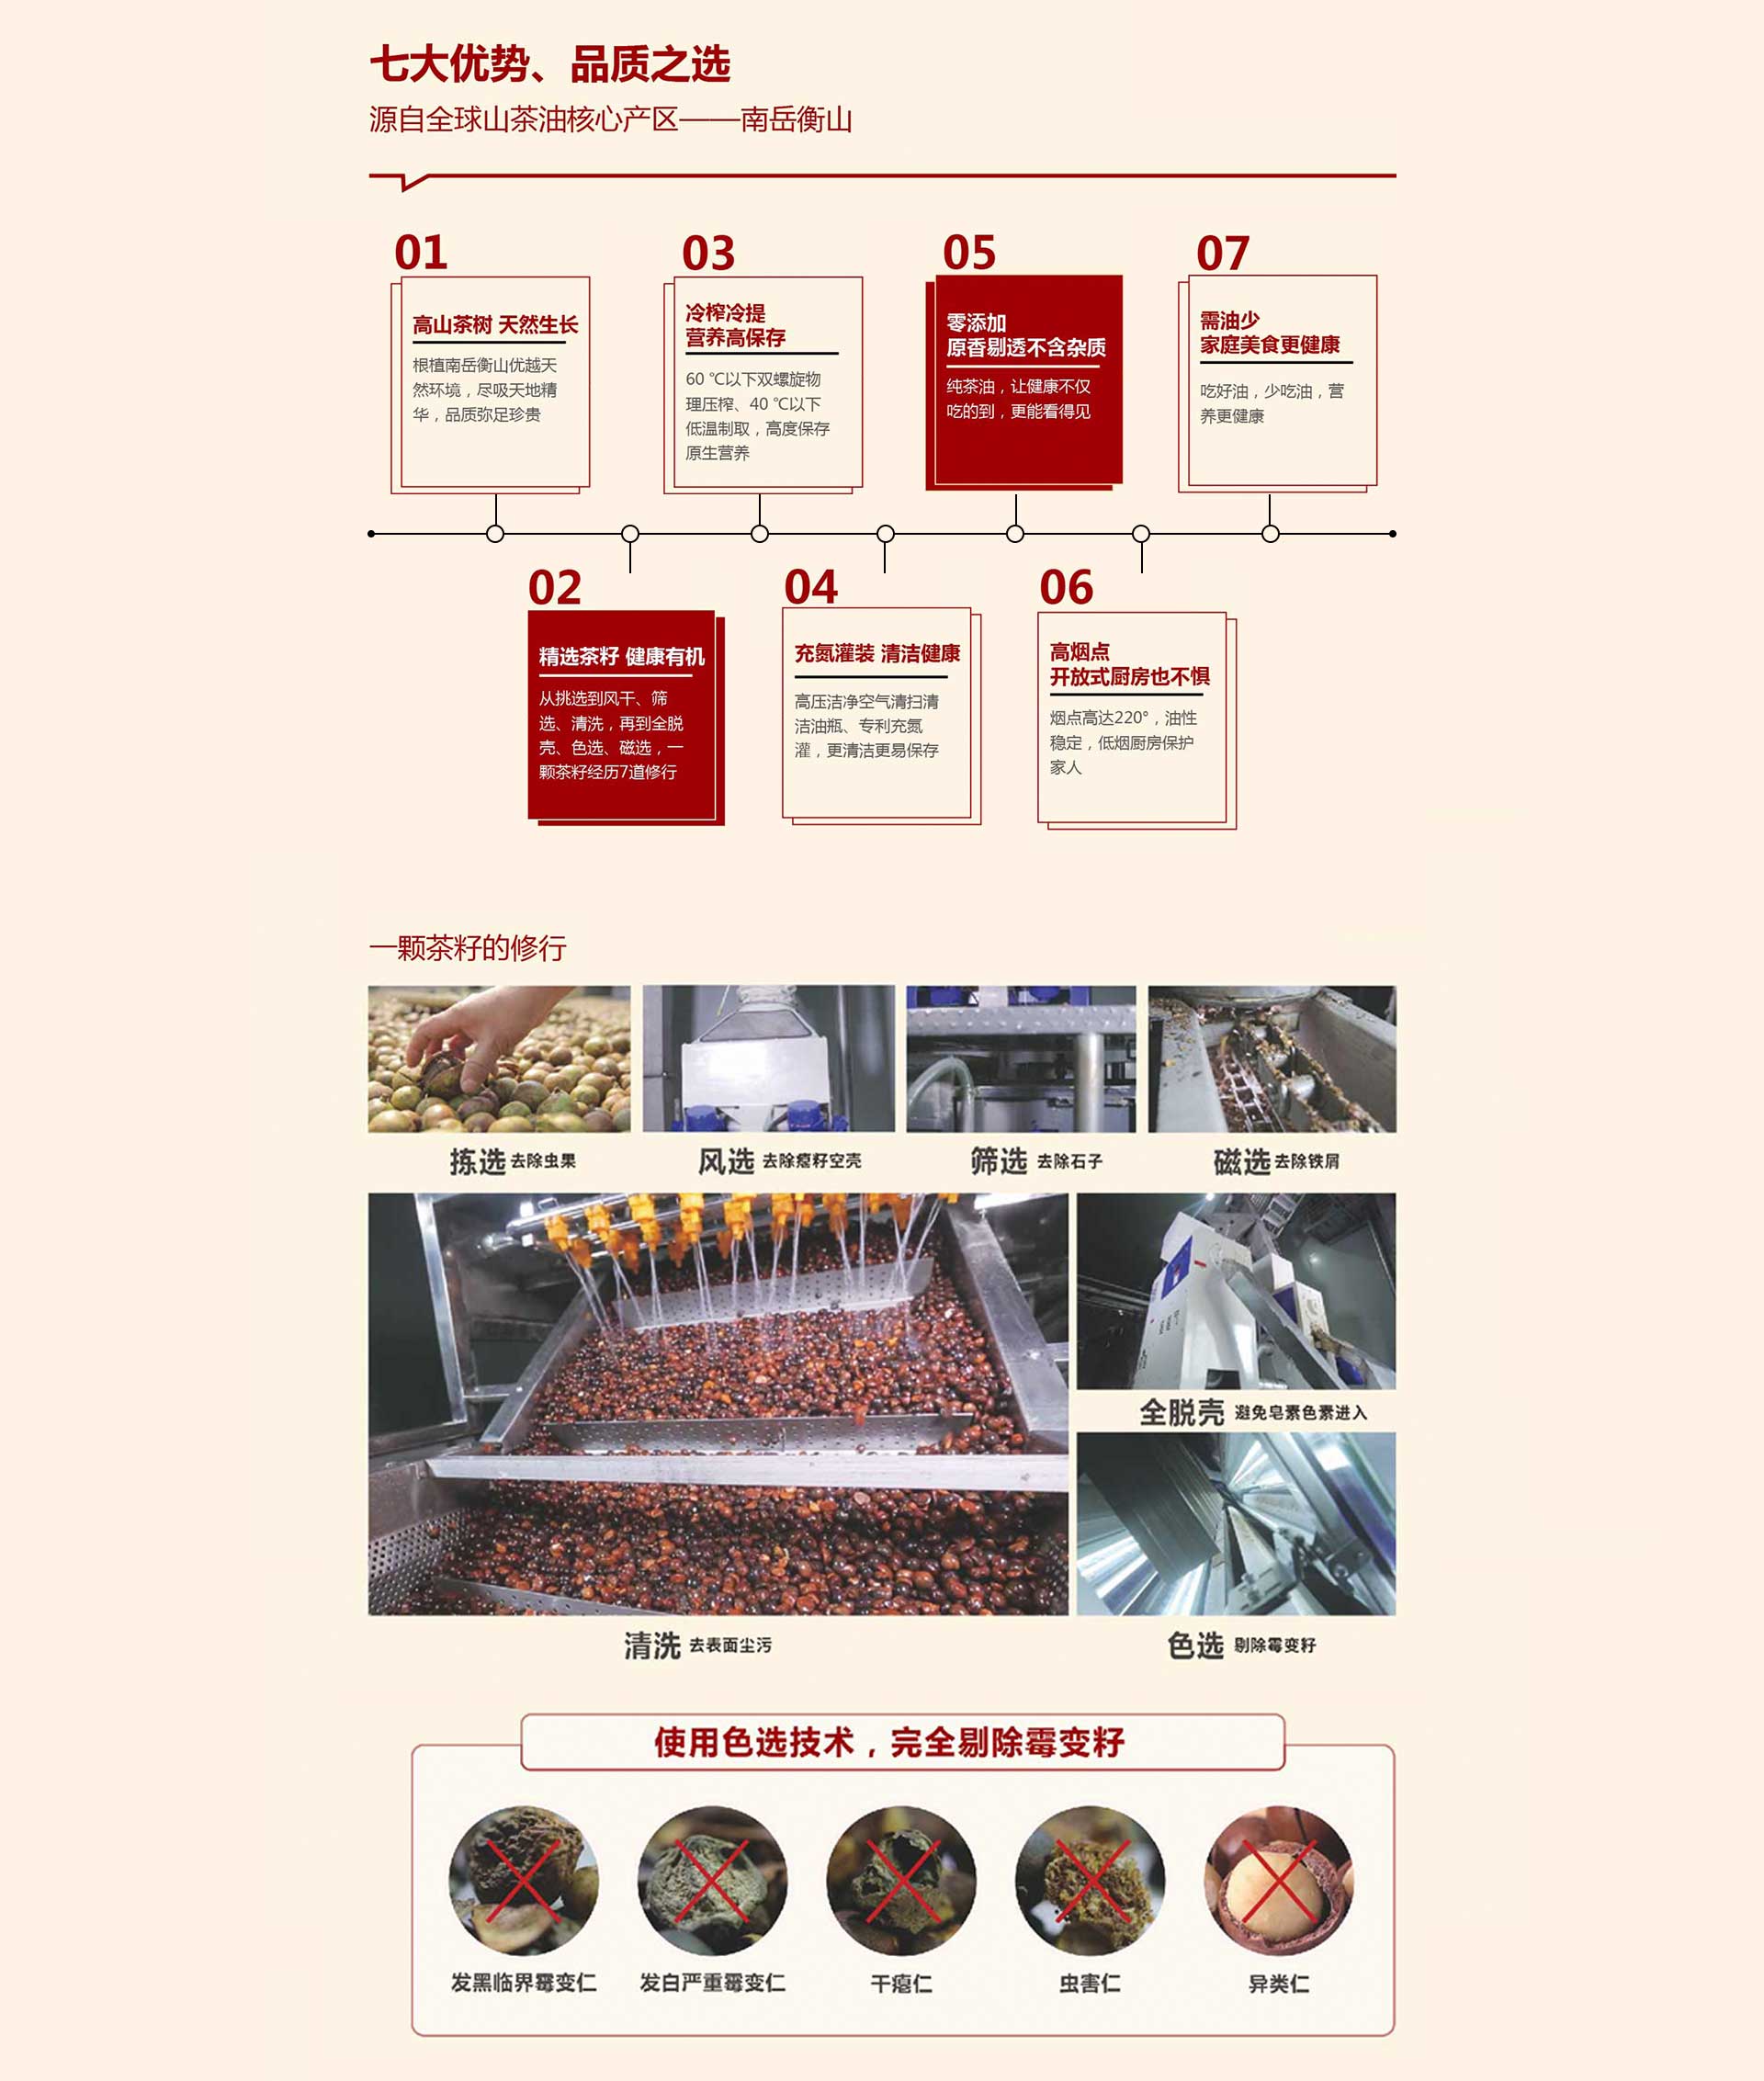 七大优势、品质之选
源自全球山茶油核心产区——南岳衡山
01
高山茶树 天然生长
根植南岳衡山优越天
然环境，尽吸天地精
华，品质弥足珍贵
03
冷榨冷提
营养高保存
60 ℃以下双螺旋物
理压榨、40 ℃以下
低温制取，高度保存
原生营养
05
零添加
原香剔透不含杂质
纯茶油，让健康不仅
吃的到，更能看得见
07
需油少
家庭美食更健康
吃好油，少吃油，营
养更健康
02
精选茶籽 健康有机
从挑选到风干、筛
选、清洗，再到全脱
壳、色选、磁选，一
颗茶籽经历7道修行
04
充氮灌装 清洁健康
高压洁净空气清扫清
洁油瓶、专利充氮
灌，更清洁更易保存
06
高烟点
开放式厨房也不惧
烟点高达220°，油性
稳定，低烟厨房保护
家人
一颗茶籽的修行
拣选 去除虫果
风选 去除瘪籽空壳
筛选 去除石子
磁选 去除铁屑
全脱壳 避免皂素色素进入
清洗 去表面尘污
色选 剔除霉变籽
使用色选技术，完全剔除霉变籽
发黑临界霉变仁
发白严重霉变仁
干瘪仁
虫害仁
异类仁